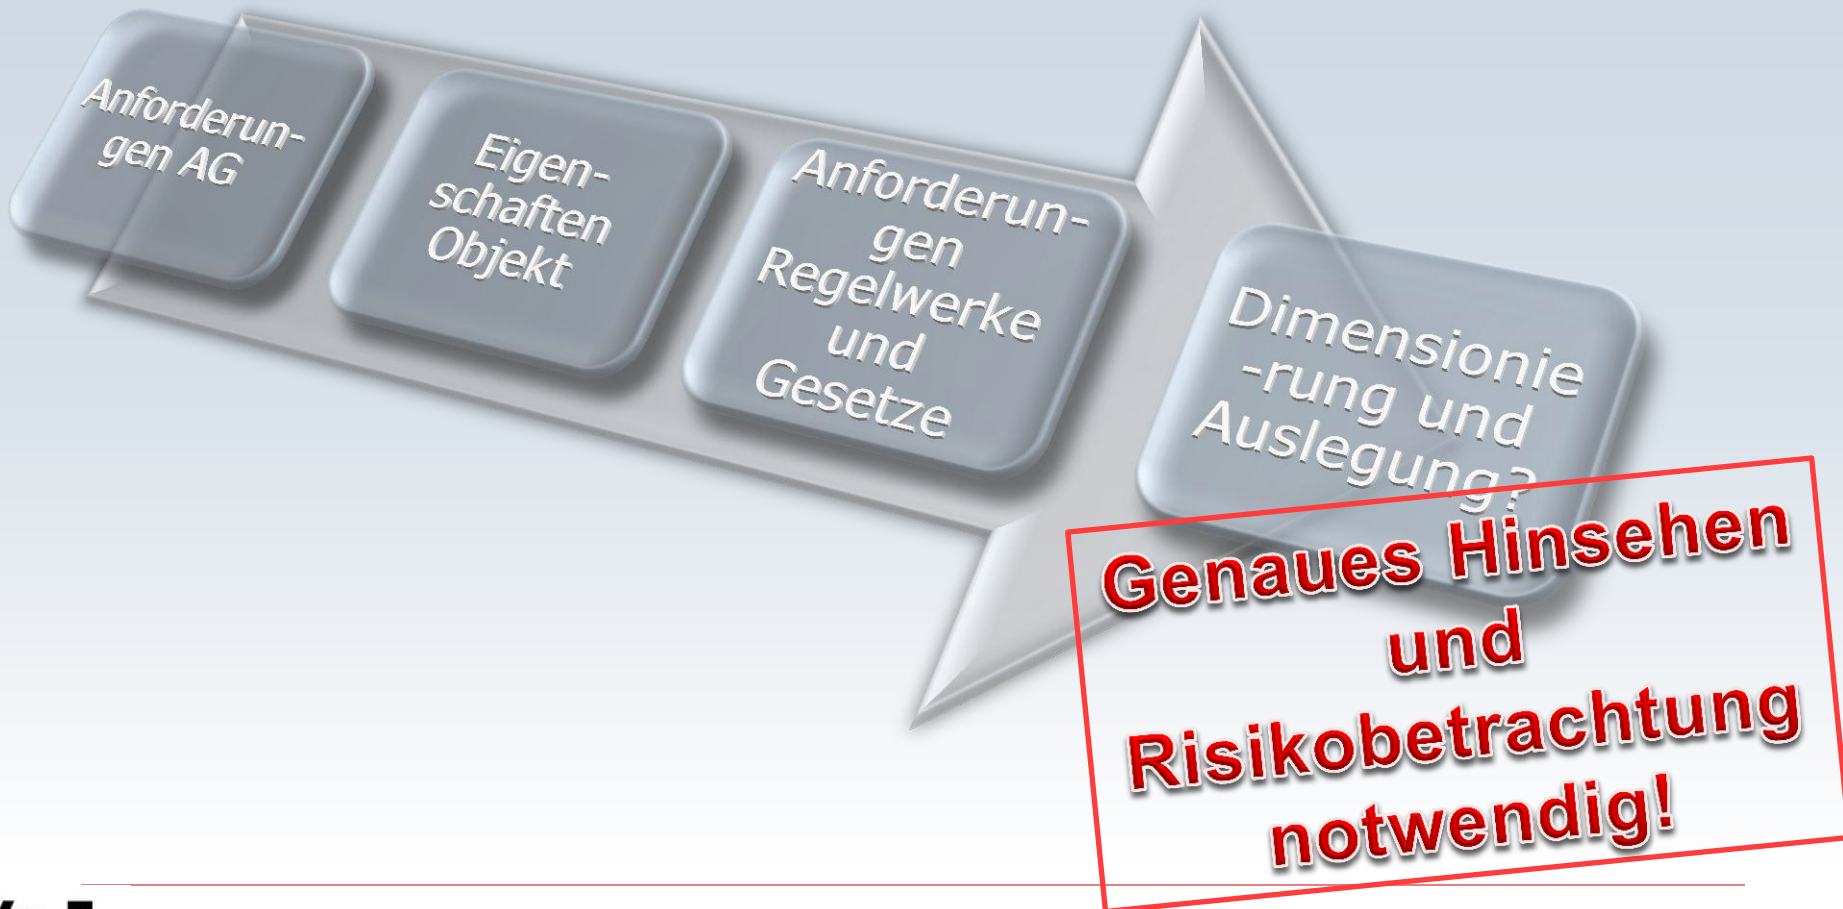 Anforderun-
gen AG
Eigen-
schaften
Objekt
Anforderun-
gen
Regelwerke
und
Gesetze
Dimensionie
-rung und
Auslegung?
Genaues Hinsehen
und
Risikobetrachtung
notwendig!